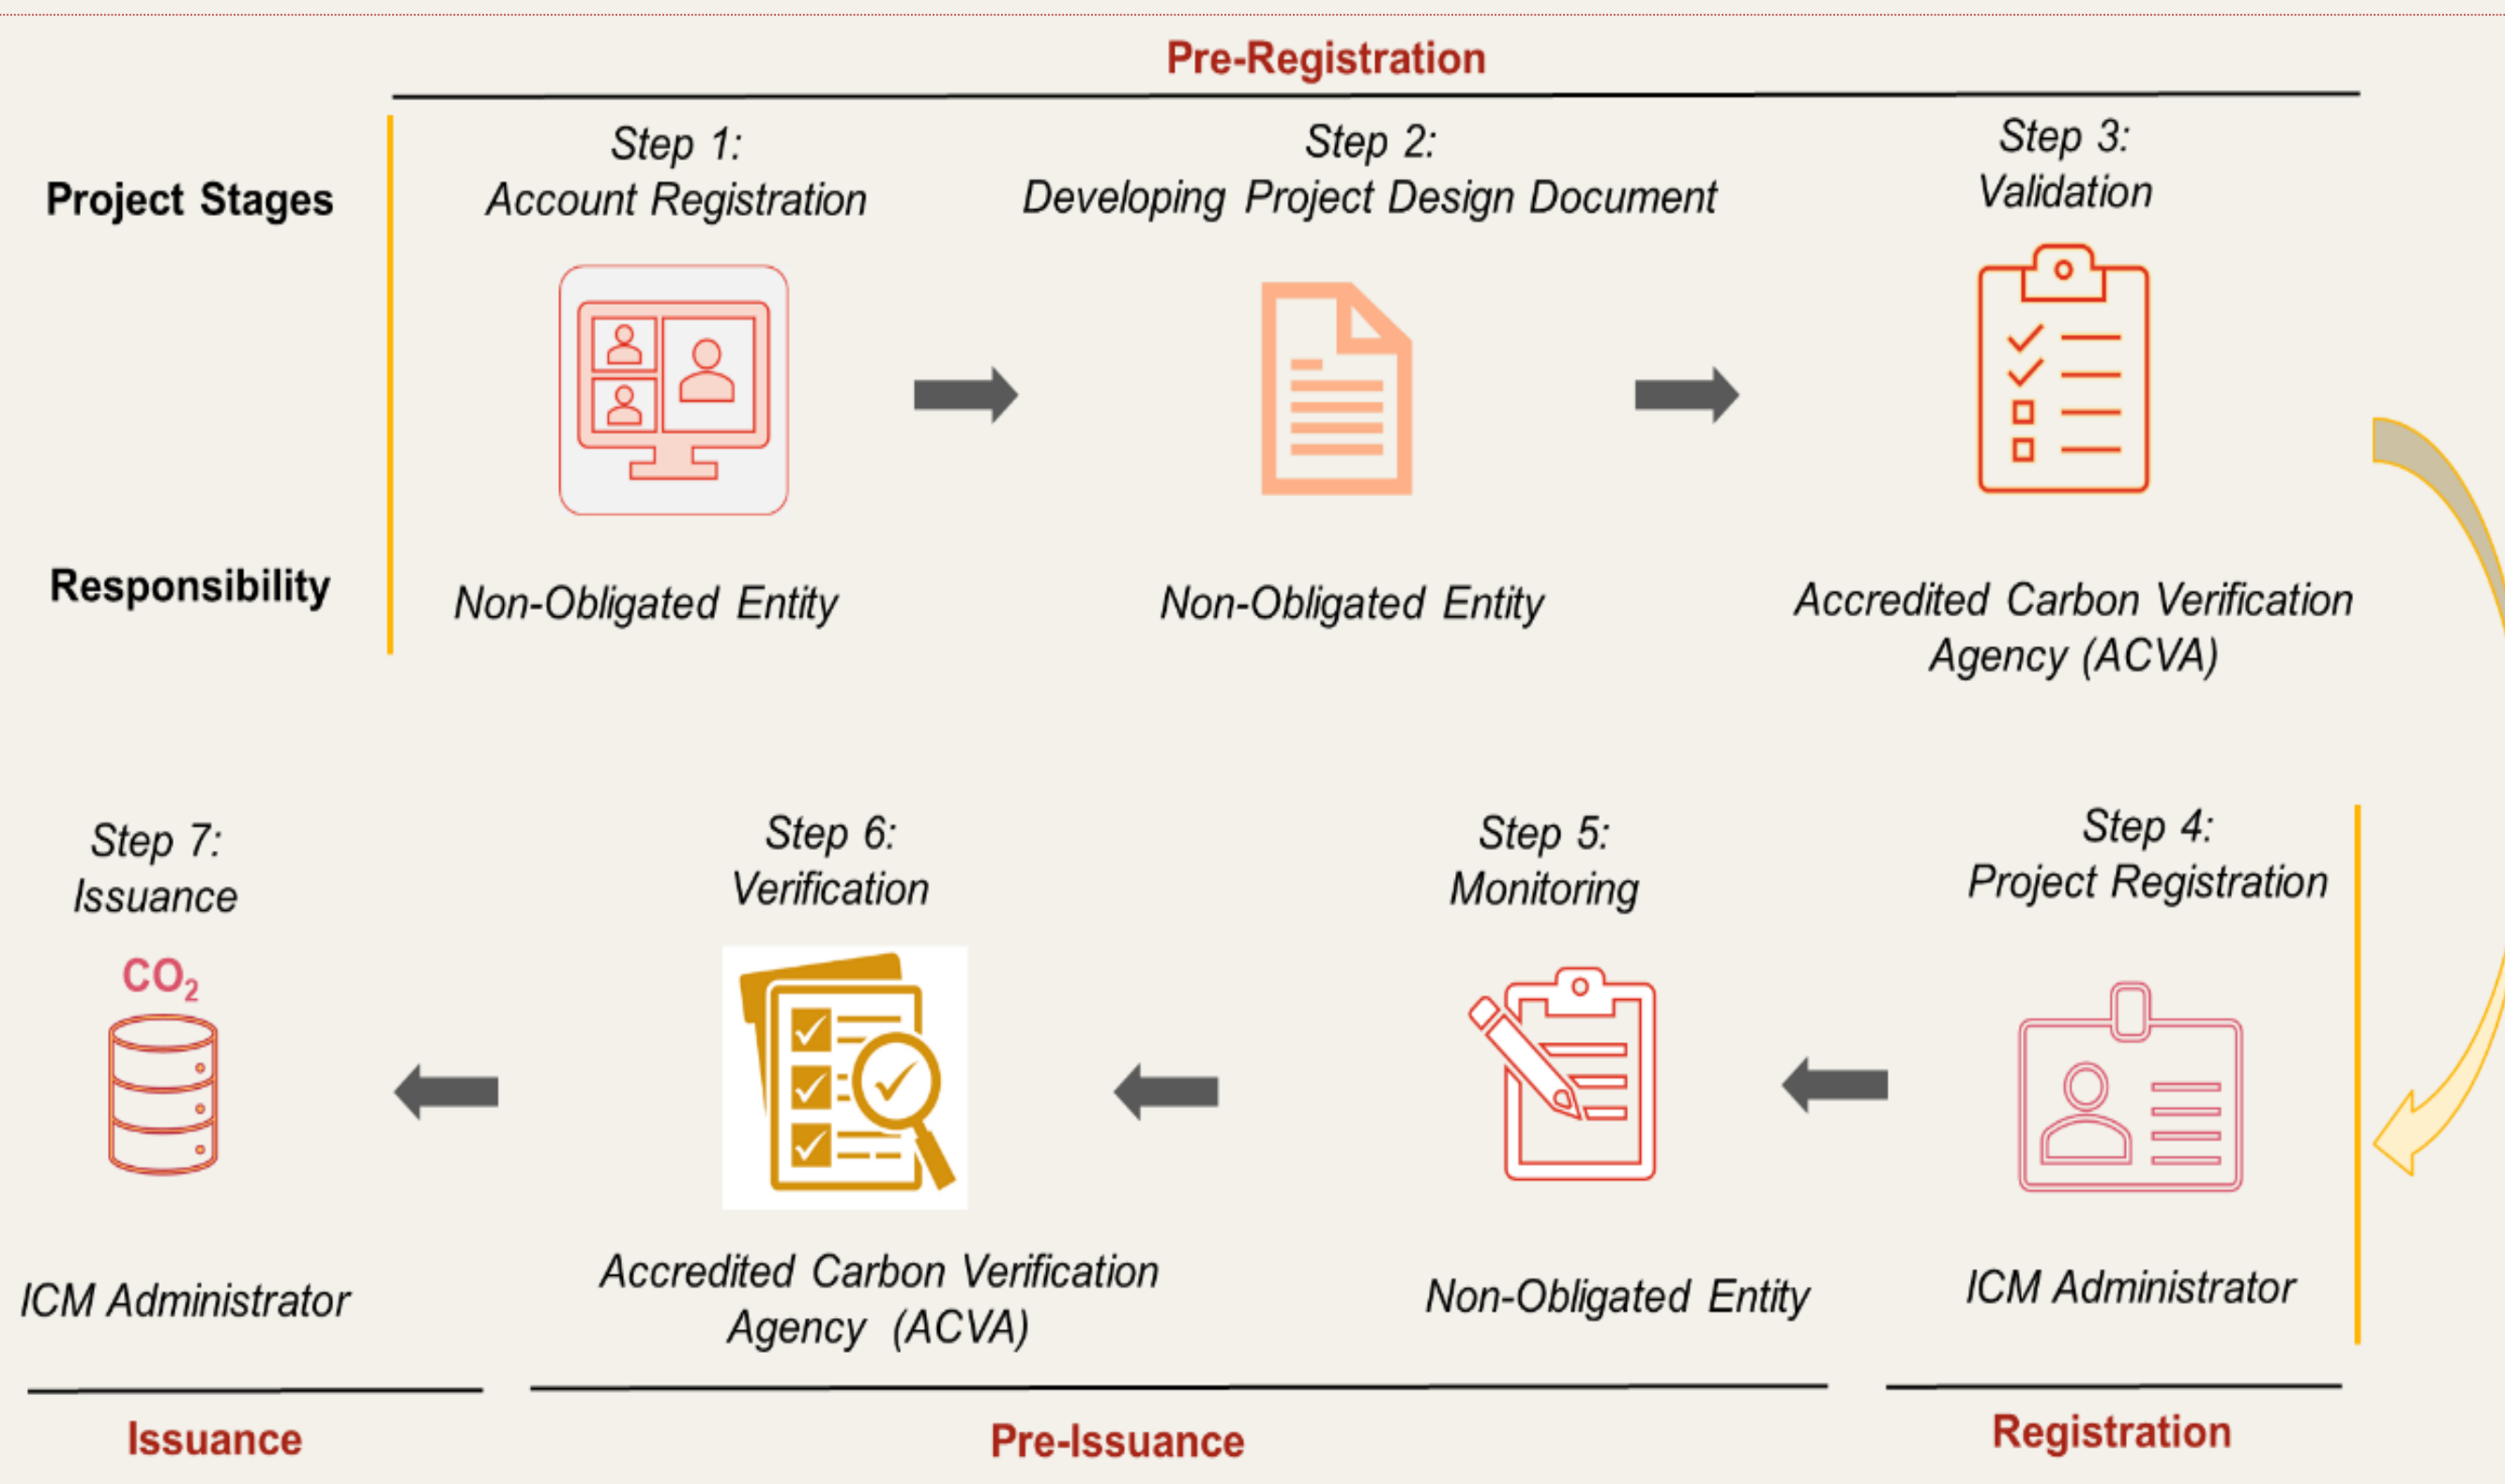 Pre-Registration
Project Stages
Step 1:
Account Registration
Step 2:
Developing Project Design Document
Step 3:
Validation
Responsibility
Non-Obligated Entity
Non-Obligated Entity
Accredited Carbon Verification
Agency (ACVA)
Step 7:
Issuance
CO₂
Step 6:
Verification
Step 5:
Monitoring
Step 4:
Project Registration
ICM Administrator
Accredited Carbon Verification
Agency (ACVA)
Non-Obligated Entity
ICM Administrator
Issuance
Pre-Issuance
Registration